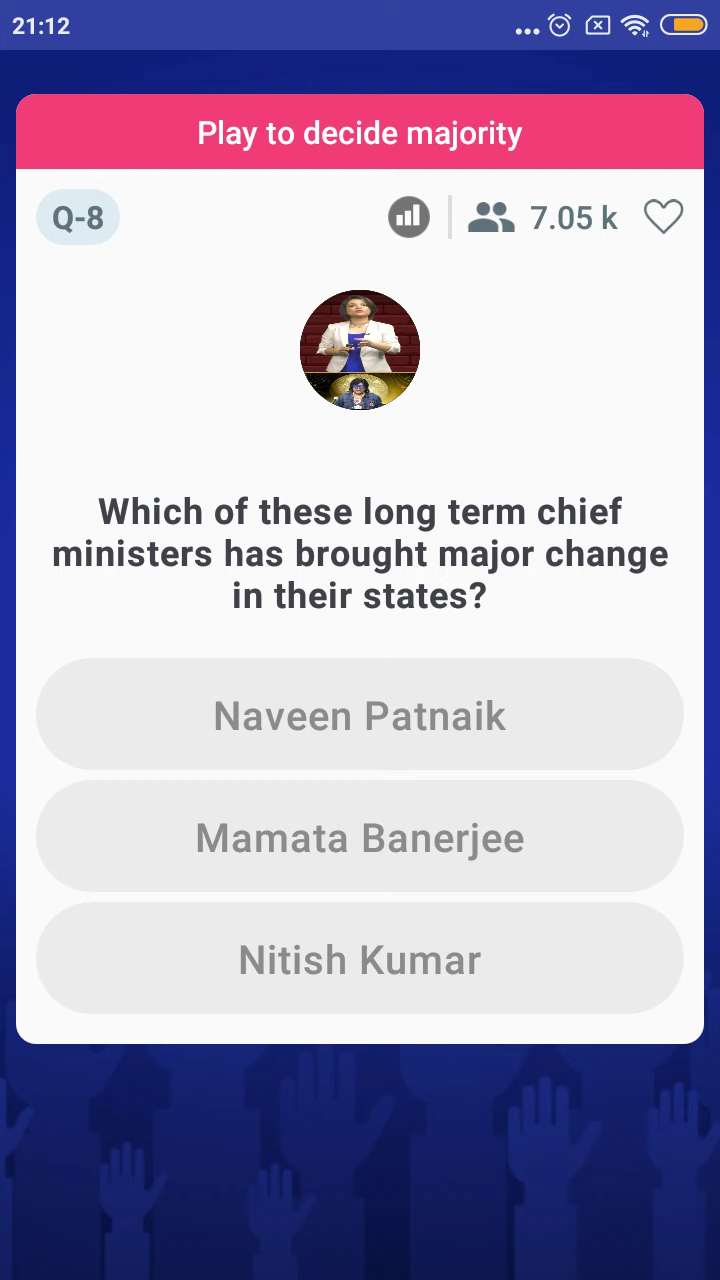 21:12
Play to decide majority
Q-8
7.05 k
Which of these long term chief
ministers has brought major change
in their states?
Naveen Patnaik
Mamata Banerjee
Nitish Kumar